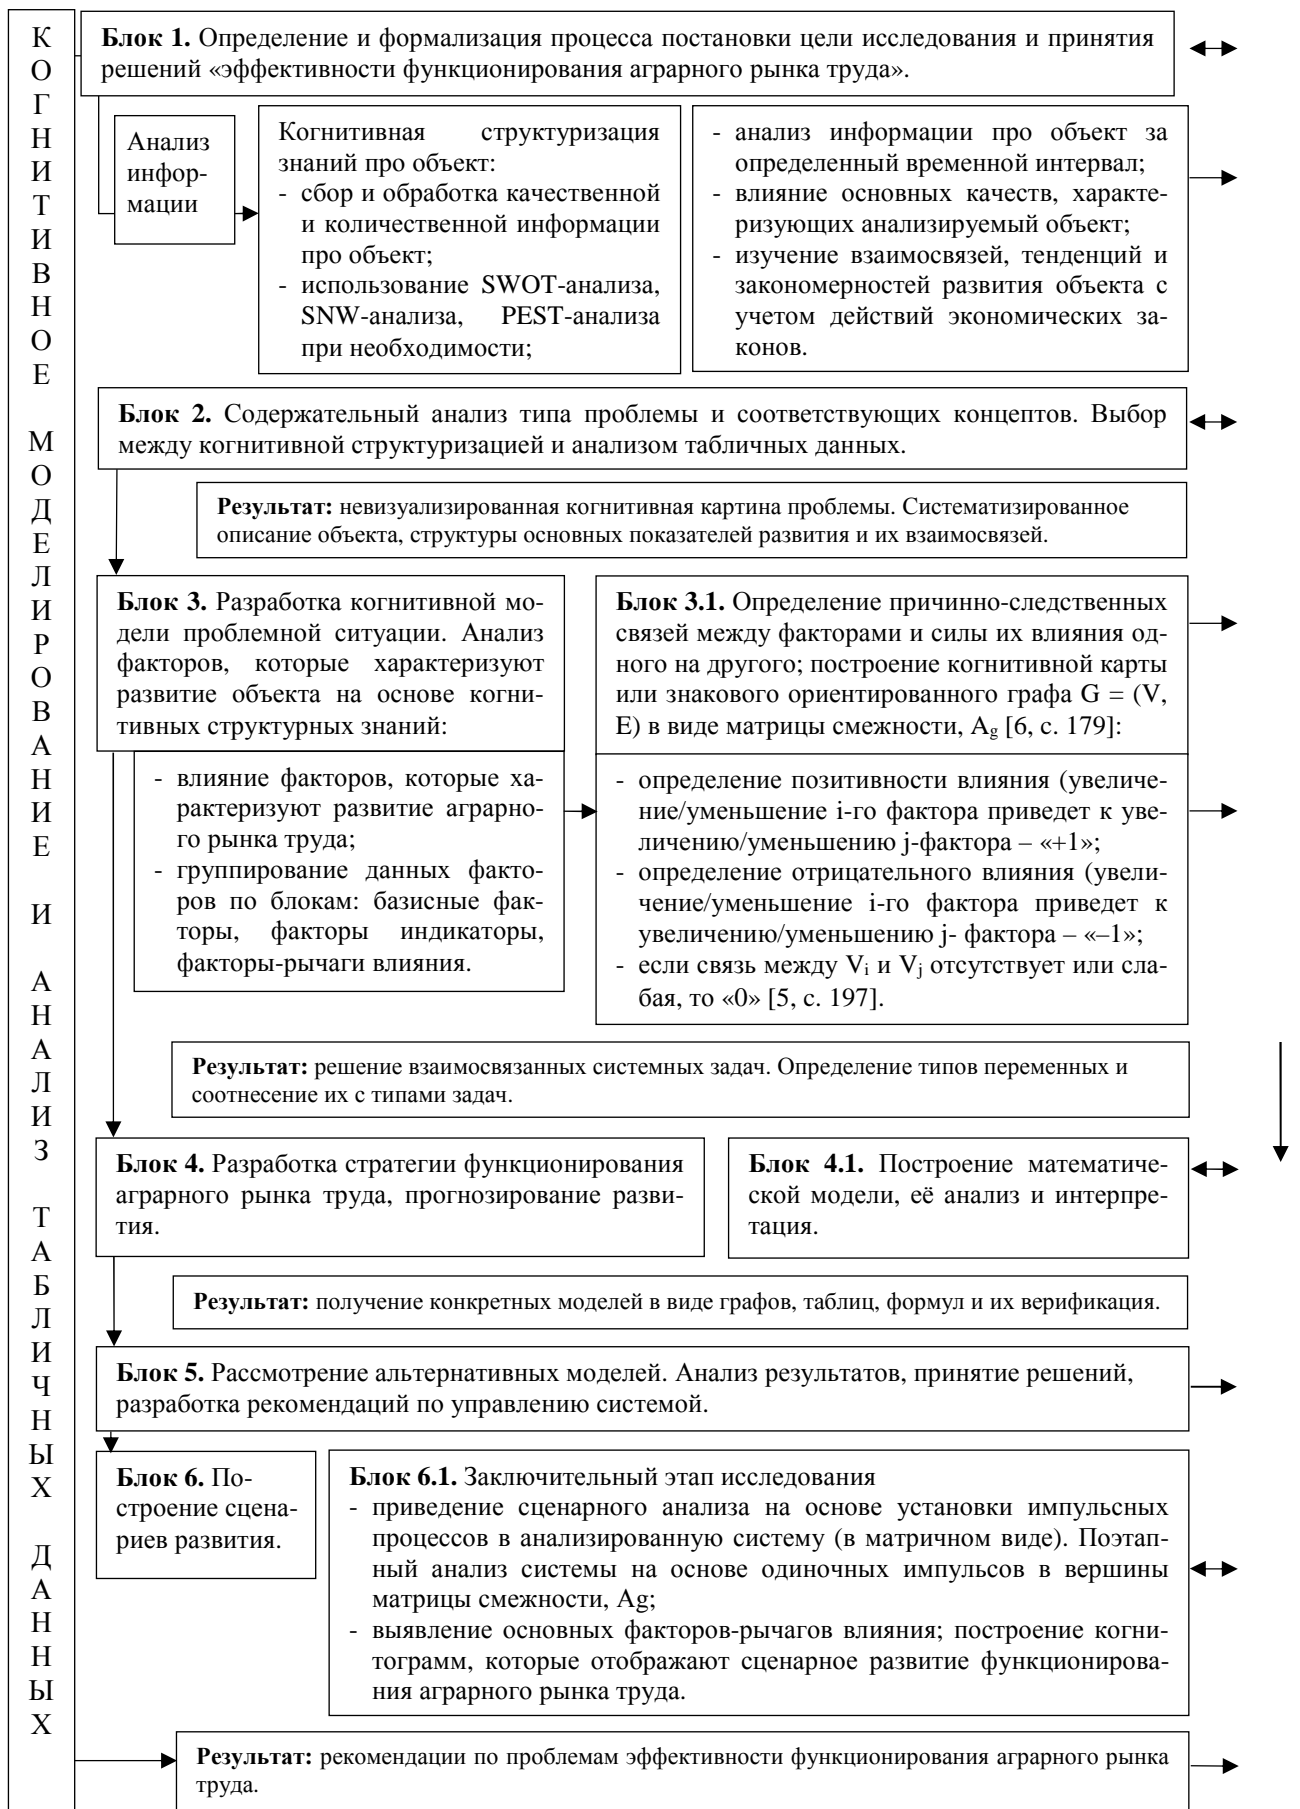 КОГНИТИВНОЕ МОДЕЛИРОВАНИЕ И АНАЛИЗ ТАБЛИЧНЫХ ДАННЫХ
Блок 1. Определение и формализация процесса постановки цели исследования и принятия
решений «эффективности функционирования аграрного рынка труда».
Анализ
инфор-
мации
Когнитивная структуризация
знаний про объект:
- сбор и обработка качественной
и количественной информации
про объект;
- использование SWOT-анализа,
SNW-анализа, PEST-анализа
при необходимости;
- анализ информации про объект за
определенный временной интервал;
- влияние основных качеств, характе-
ризующих анализируемый объект;
- изучение взаимосвязей, тенденций и
закономерностей развития объекта с
учетом действий экономических за-
конов.
Блок 2. Содержательный анализ типа проблемы и соответствующих концептов. Выбор
между когнитивной структуризацией и анализом табличных данных.
Результат: невизуализированная когнитивная картина проблемы. Систематизированное
описание объекта, структуры основных показателей развития и их взаимосвязей.
Блок 3. Разработка когнитивной мо-
дели проблемной ситуации. Анализ
факторов, которые характеризуют
развитие объекта на основе когни-
тивных структурных знаний:
- влияние факторов, которые ха-
рактеризуют развитие аграрно-
го рынка труда;
- группирование данных факто-
ров по блокам: базисные фак-
торы, факторы индикаторы,
факторы-рычаги влияния.
Блок 3.1. Определение причинно-следственных
связей между факторами и силы их влияния од-
ного на другого; построение когнитивной карты
или знакового ориентированного графа G = (V,
E) в виде матрицы смежности, Ag [6, с. 179]:
- определение позитивности влияния (увеличе-
ние/уменьшение i-го фактора приведет к уве-
личению/уменьшению j-фактора – «+1»;
- определение отрицательного влияния (увели-
чение/уменьшение i-го фактора приведет к
увеличению/уменьшению j- фактора – «–1»;
- если связь между Vi и Vj отсутствует или сла-
бая, то «0» [5, с. 197].
Результат: решение взаимосвязанных системных задач. Определение типов переменных и
соотнесение их с типами задач.
Блок 4. Разработка стратегии функционирования
аграрного рынка труда, прогнозирование разви-
тия.
Блок 4.1. Построение математиче-
ской модели, её анализ и интерпре-
тация.
Результат: получение конкретных моделей в виде графов, таблиц, формул и их верификация.
Блок 5. Рассмотрение альтернативных моделей. Анализ результатов, принятие решений,
разработка рекомендаций по управлению системой.
Блок 6. По-
строение сцена-
риев развития.
Блок 6.1. Заключительный этап исследования
- приведение сценарного анализа на основе установки импульсных
процессов в анализированную систему (в матричном виде). Поэтап-
ный анализ системы на основе одиночных импульсов в вершины
матрицы смежности, Ag;
- выявление основных факторов-рычагов влияния; построение когни-
тограмм, которые отображают сценарное развитие функционирова-
ния аграрного рынка труда.
Результат: рекомендации по проблемам эффективности функционирования аграрного рынка
труда.